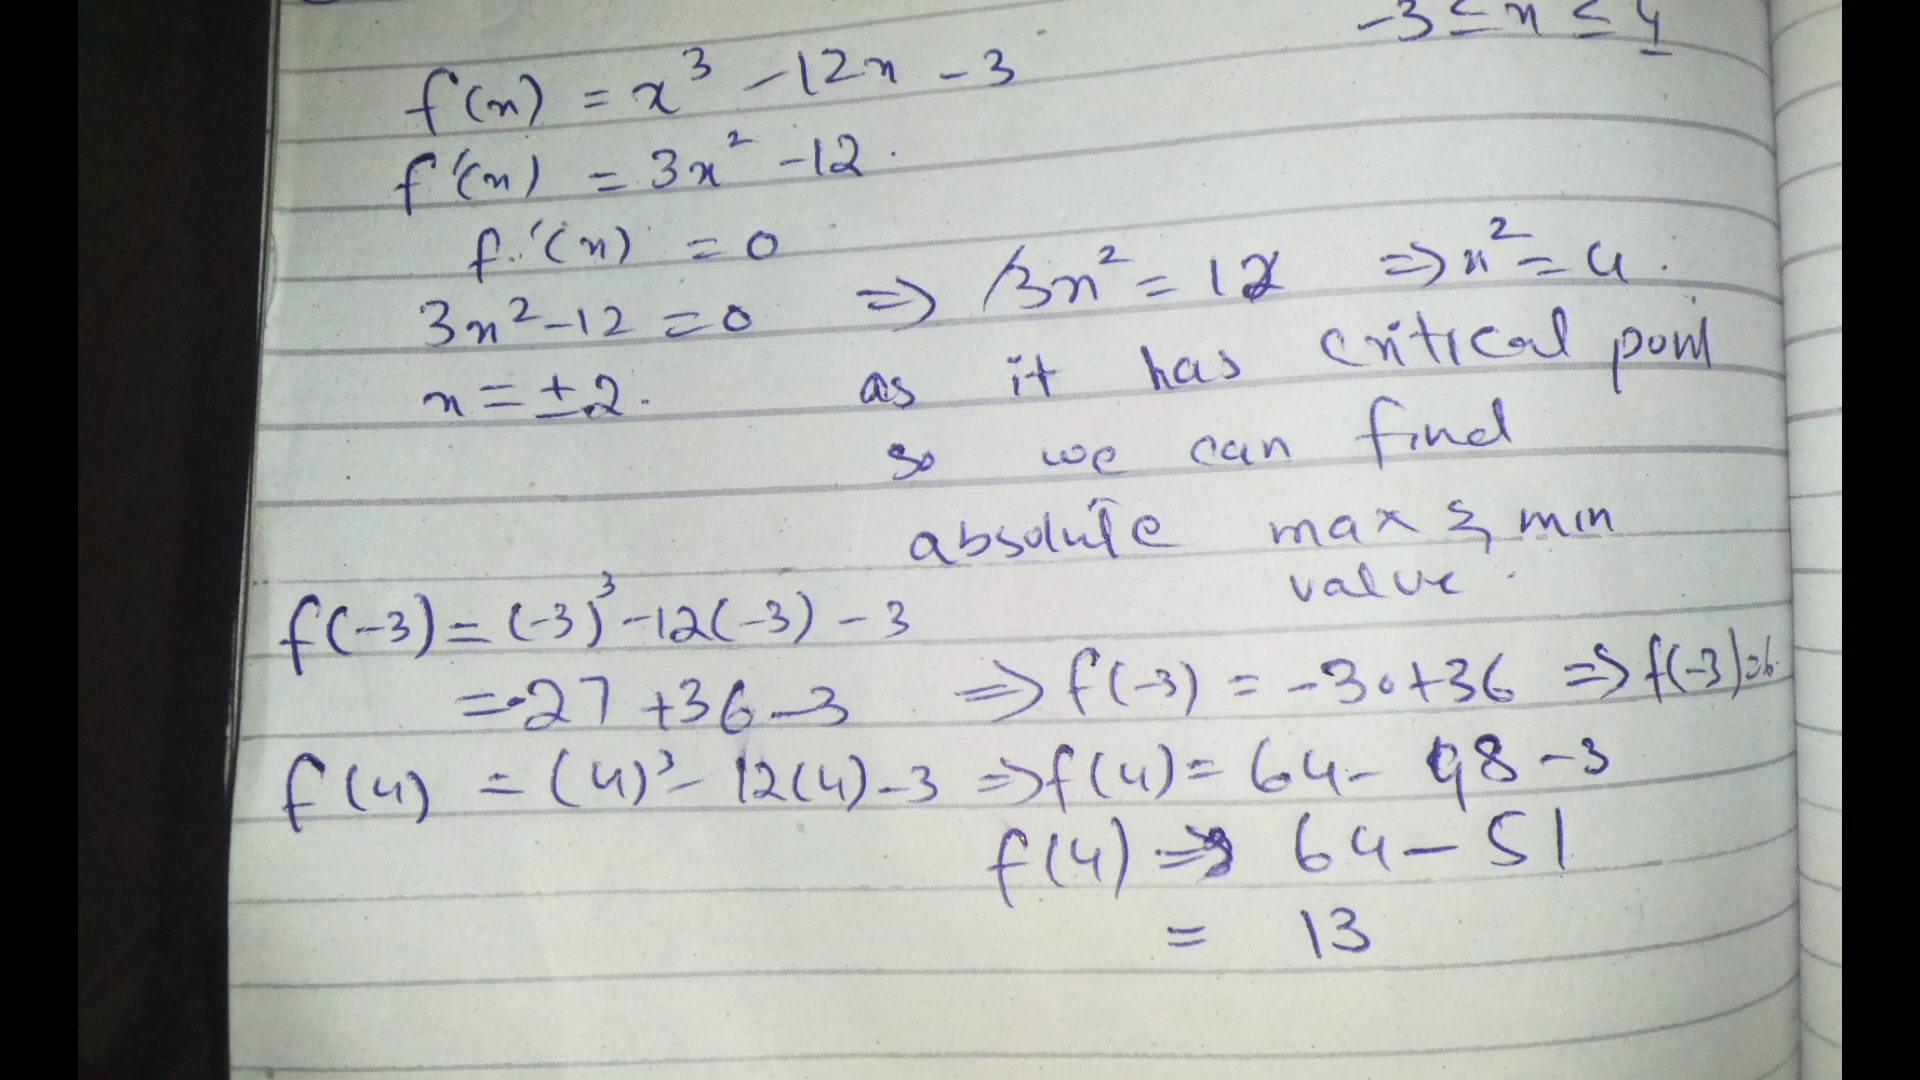 -3 ≤ x ≤ 4
f(x) = x³ - 12x - 3
f'(x) = 3x² - 12.
f'(x) = 0
3x² - 12 = 0 ⇒ 3x² = 12 ⇒ x² = 4.
x = ±2. as it has critical point
so we can find
absolute max & min
value.
f(-3) = (-3)³ - 12(-3) - 3
= -27 + 36 - 3 ⇒ f(-3) = -30 + 36 ⇒ f(-3) = 6.
f(4) = (4)³ - 12(4) - 3 ⇒ f(4) = 64 - 48 - 3
f(4) ⇒ 64 - 51
= 13